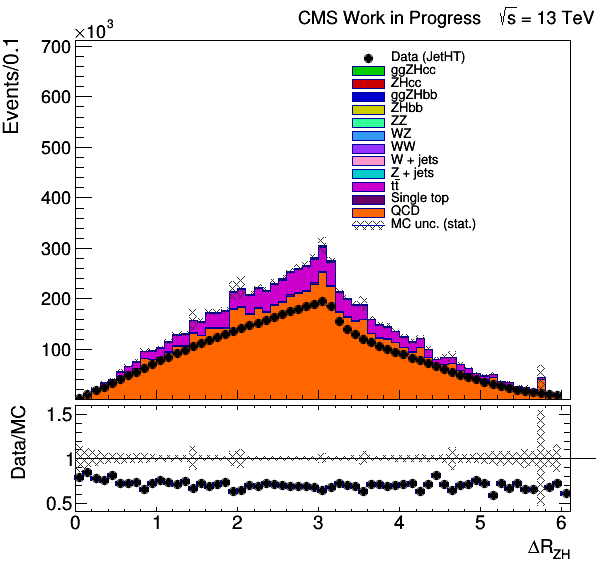 CMS Work in Progress √s = 13 TeV
×10³
Events/0.1
700
600
500
400
300
200
100
Data (JetHT)
ggZHcc
ZHcc
ggZHbb
ZHbb
ZZ
WZ
WW
W + jets
Z + jets
tt̄
Single top
QCD
MC unc. (stat.)
Data/MC
1.5
1
0.5
0 1 2 3 4 5 6
ΔR_ZH